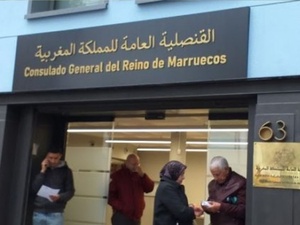 القنصلية العامة للمملكة المغربية
Consulado General del Reino de Marruecos
63